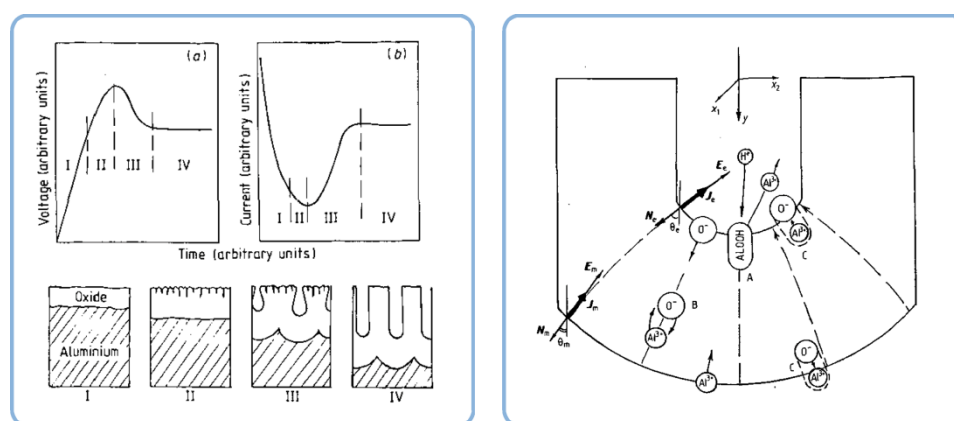 (a)
Voltage (arbitrary units)
I
II
III
IV
(b)
Current (arbitrary units)
I
II
III
IV
Time (arbitrary units)
Oxide
Aluminium
I
II
III
IV
x₁
x₂
y
H⁺
Al³⁺
Eₑ
Jₑ
Nₑ
θₑ
O⁻
O⁻
Al³⁺
C
ALOOH
A
Eₘ
Jₘ
Nₘ
θₘ
O⁻
B
Al³⁺
O⁻
C
Al³⁺
Al³⁺